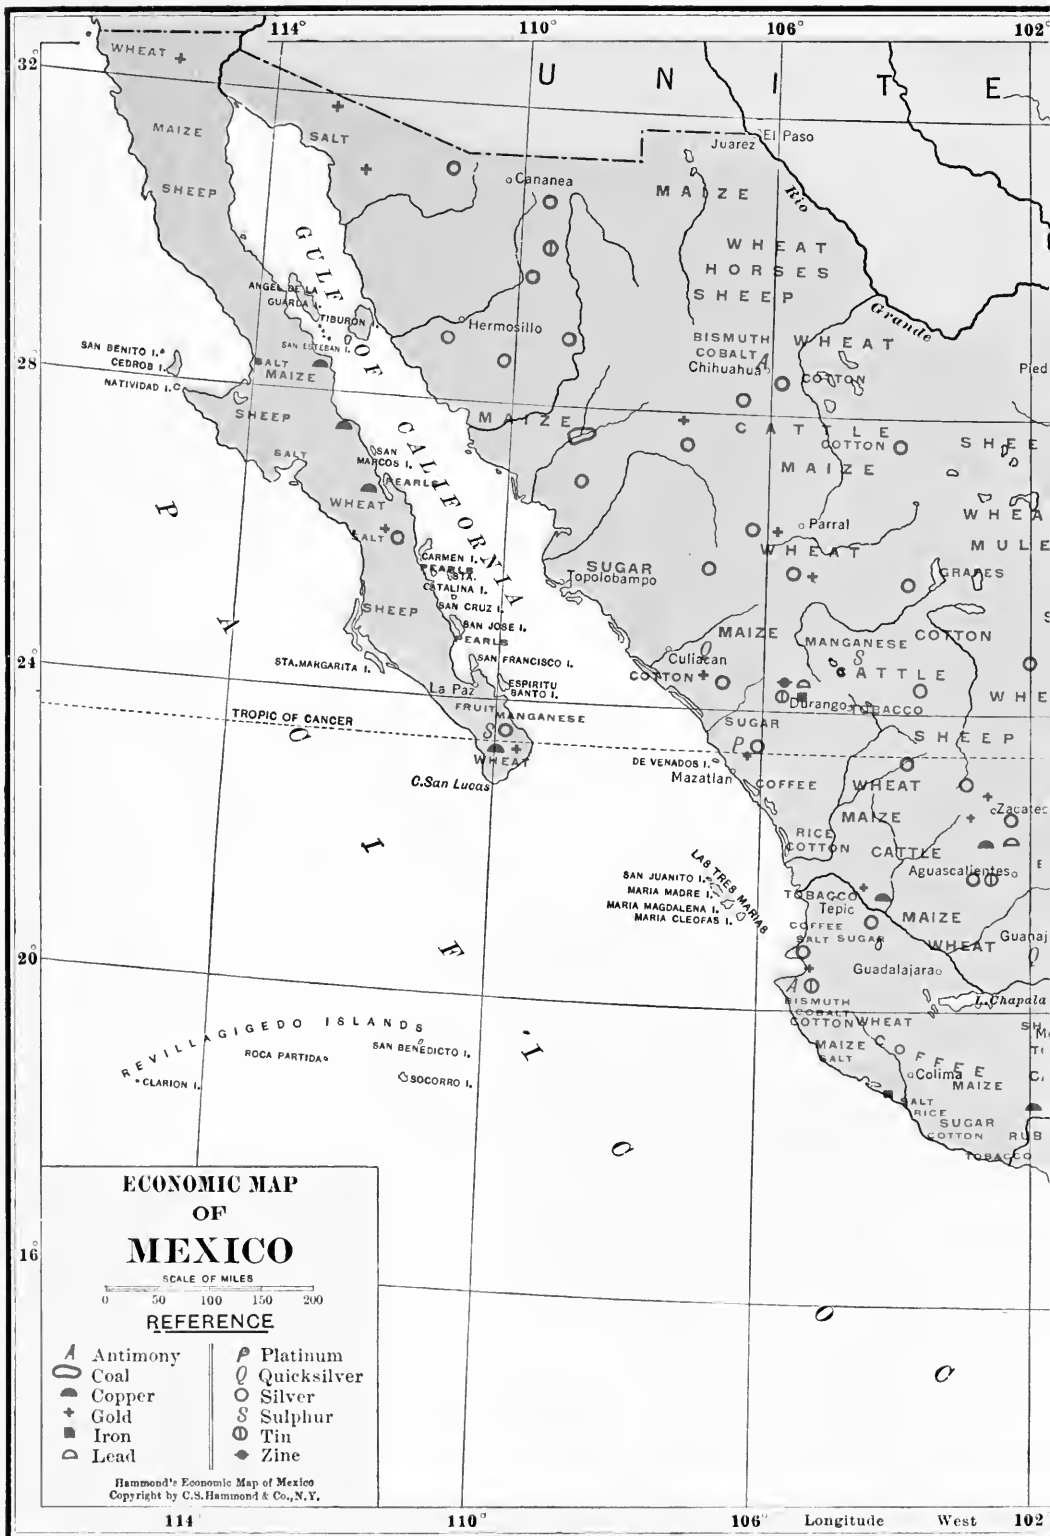 114° 110° 106° 102°
32°
WHEAT
UNITE
MAIZE
SALT
El Paso
Juarez
SHEEP
Cananea
MAIZE
Rio
GULF OF CALIFORNIA
WHEAT
HORSES
SHEEP
ANGEL DE LA
GUARDA I.
TIBURON I.
Hermosillo
Grande
SAN ESTEBAN I.
BISMUTH
COBALT
WHEAT
A
Chihuahua
SAN BENITO I.
CEDROS I.
28°
NATIVIDAD I.
SALT
MAIZE
COTTON
Pied
SHEEP
MAIZE
CATTLE
COTTON
SHEE
SALT
SAN
MARCOS I.
PEARLS
MAIZE
WHEAT
WHEA
PACIFIC OC
SALT
Parral
WHEAT
MULE
CARMEN I.
PEARLS
STA.
CATALINA I.
SUGAR
Topolobampo
GRAPES
SAN CRUZ I.
SHEEP
SAN JOSE I.
PEARLS
MAIZE
MANGANESE
COTTON
S
24°
STA. MARGARITA I.
SAN FRANCISCO I.
Q
Culiacan
COTTON
S
CATTLE
La Paz
ESPIRITU
SANTO I.
Durango
TOBACCO
WHE
FRUIT
MANGANESE
TROPIC OF CANCER
S
SUGAR
P
SHEEP
WHEAT
DE VENADOS I.
Mazatlan
C. San Lucas
COFFEE
WHEAT
Zacatec
MAIZE
RICE
COTTON
CATTLE
LAS TRES MARIAS
SAN JUANITO I.
MARIA MADRE I.
MARIA MAGDALENA I.
MARIA CLEOFAS I.
Aguascalientes
E
TOBACCO
Tepic
MAIZE
COFFEE
SALT SUGAR
WHEAT
Guanaj
Q
20°
Guadalajara
A
BISMUTH
COBALT
L. Chapala
COTTON
WHEAT
REVILLAGIGEDO ISLANDS
ROCA PARTIDA
SAN BENEDICTO I.
MAIZE
SALT
COFFEE
CLARION I.
SOCORRO I.
Colima
MAIZE
SALT
RICE
SUGAR
COTTON
RUB
TOBACCO
ECONOMIC MAP
OF
MEXICO
16°
SCALE OF MILES
0 50 100 150 200
REFERENCE
A Antimony
Coal
Copper
Gold
Iron
Lead
P Platinum
Q Quicksilver
Silver
S Sulphur
Tin
Zinc
Hammond's Economic Map of Mexico
Copyright by C.S. Hammond & Co., N.Y.
114° 110° 106° Longitude West 102°